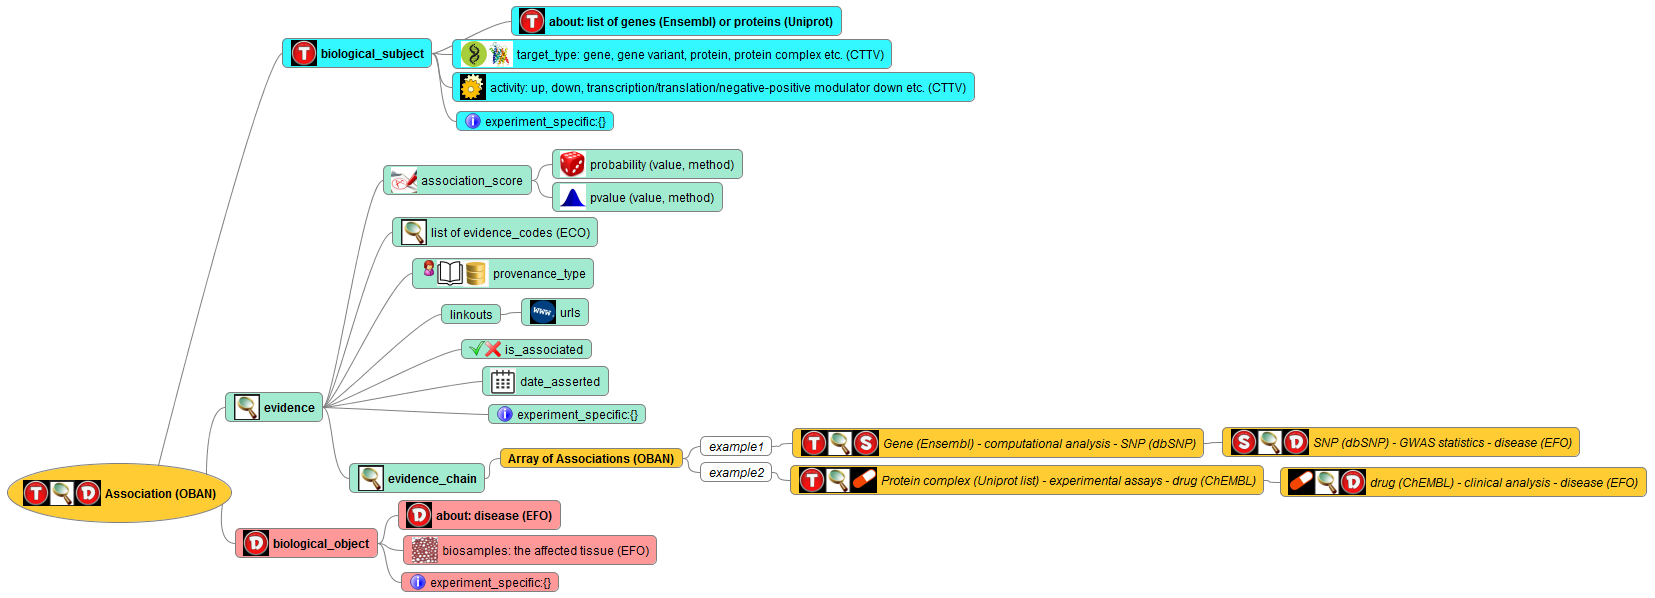 T about: list of genes (Ensembl) or proteins (Uniprot)
T biological_subject
target_type: gene, gene variant, protein, protein complex etc. (CTTV)
activity: up, down, transcription/translation/negative-positive modulator down etc. (CTTV)
i experiment_specific:{}
association_score
probability (value, method)
pvalue (value, method)
list of evidence_codes (ECO)
provenance_type
linkouts
www. urls
is_associated
date_asserted
evidence
i experiment_specific:{}
evidence_chain
Array of Associations (OBAN)
example1
T S Gene (Ensembl) - computational analysis - SNP (dbSNP)
S D SNP (dbSNP) - GWAS statistics - disease (EFO)
example2
T Protein complex (Uniprot list) - experimental assays - drug (ChEMBL)
D drug (ChEMBL) - clinical analysis - disease (EFO)
T D Association (OBAN)
D biological_object
D about: disease (EFO)
biosamples: the affected tissue (EFO)
i experiment_specific:{}